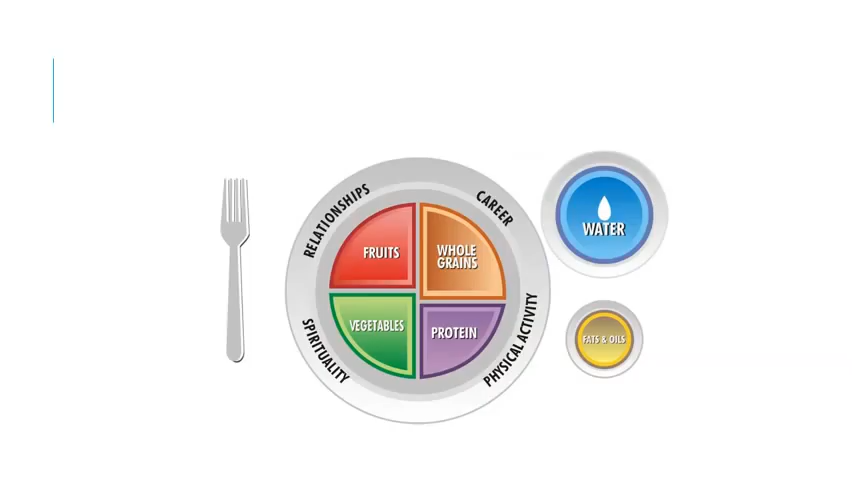 RELATIONSHIPS
CAREER
FRUITS
WHOLE
GRAINS
WATER
VEGETABLES
PROTEIN
FATS & OILS
SPIRITUALITY
PHYSICAL ACTIVITY